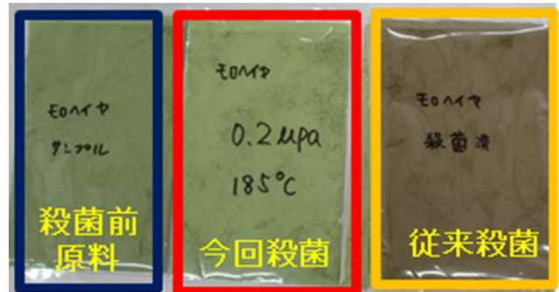 モロヘイヤ
サンプル
殺菌前
原料
モロヘイヤ
0.2Mpa
185°C
今回殺菌
モロヘイヤ
殺菌済
従来殺菌